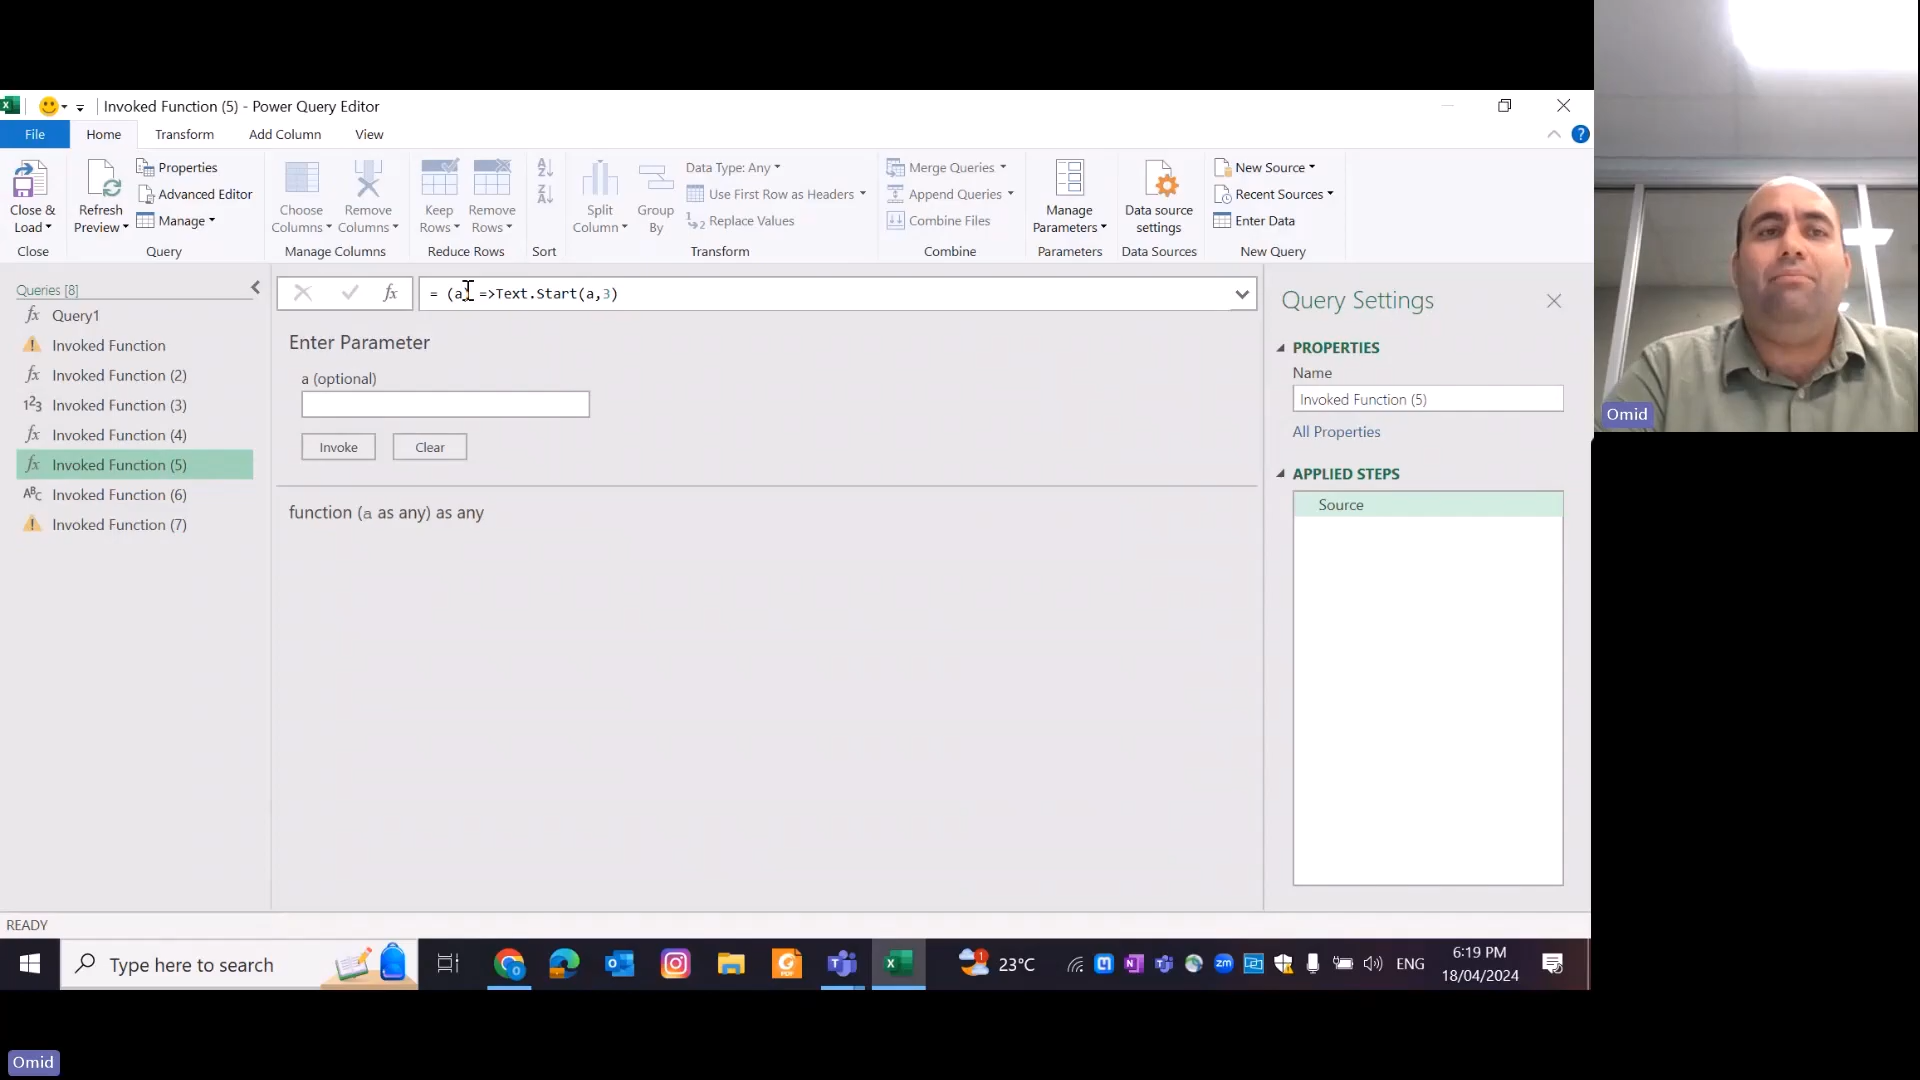 Invoked Function (5) - Power Query Editor
File Home Transform Add Column View
Close & Load
Close
Refresh Preview
Properties
Advanced Editor
Manage
Query
Choose Columns
Remove Columns
Manage Columns
Keep Rows
Remove Rows
Reduce Rows
Sort
Split Column
Group By
Data Type: Any
Use First Row as Headers
Replace Values
Transform
Merge Queries
Append Queries
Combine Files
Combine
Manage Parameters
Parameters
Data source settings
Data Sources
New Source
Recent Sources
Enter Data
New Query
Queries [8]
Query1
Invoked Function
Invoked Function (2)
Invoked Function (3)
Invoked Function (4)
Invoked Function (5)
Invoked Function (6)
Invoked Function (7)
= (a) =>Text.Start(a,3)
Enter Parameter
a (optional)
Invoke Clear
function (a as any) as any
Query Settings
PROPERTIES
Name
Invoked Function (5)
All Properties
APPLIED STEPS
Source
READY
Type here to search
23°C
ENG
6:19 PM
18/04/2024
Omid
Omid